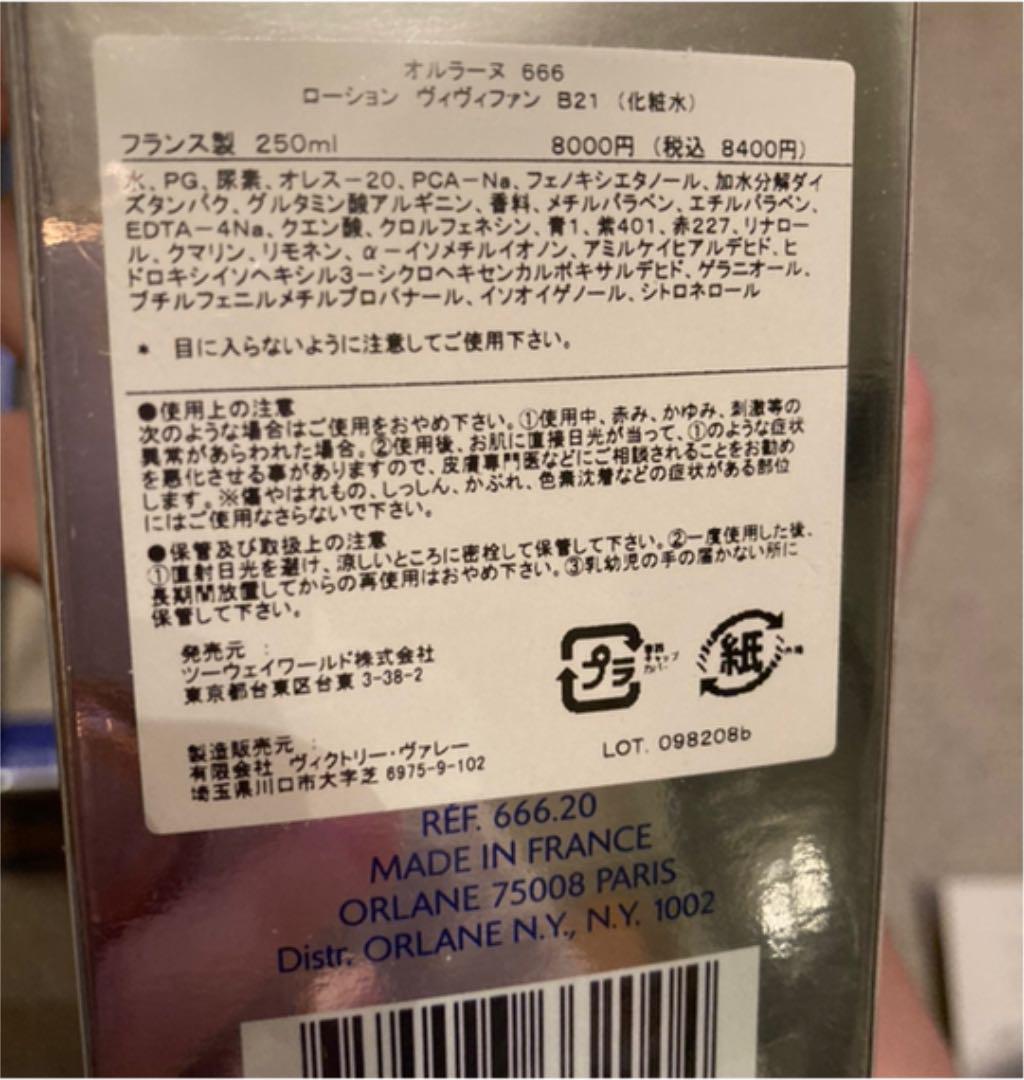 オルラーヌ 666
ローション ヴィヴィファン B21 (化粧水)
フランス製 250ml 8000円 (税込 8400円)
水、PG、尿素、オレス-20、PCA-Na、フェノキシエタノール、加水分解ダイ
ズタンパク、グルタミン酸アルギニン、香料、メチルパラベン、エチルパラベン、
EDTA-4Na、クエン酸、クロルフェネシン、青1、紫401、赤227、リナロー
ル、クマリン、リモネン、α-イソメチルイオノン、アミルケイヒアルデヒド、ヒ
ドロキシイソヘキシル3-シクロヘキセンカルボキサルデヒド、ゲラニオール、
ブチルフェニルメチルプロパナール、イソオイゲノール、シトロネロール
* 目に入らないように注意してご使用下さい。
●使用上の注意
次のような場合はご使用をおやめ下さい。①使用中、赤み、かゆみ、刺激等の
異常があらわれた場合。②使用後、お肌に直接日光が当って、①のような症状
を悪化させる事がありますので、皮膚専門医などにご相談されることをお勧め
します。※傷やはれもの、しっしん、かぶれ、色素沈着などの症状がある部位
にはご使用なさらないで下さい。
●保管及び取扱上の注意
①直射日光を避け、涼しいところに密栓して保管して下さい。②一度使用した後、
長期間放置してからの再使用はおやめ下さい。③乳幼児の手の届かない所に
保管して下さい。
発売元 :
ツーウェイワールド株式会社
東京都台東区台東 3-38-2
プラ
キャップ
カバー
紙
製造販売元 :
有限会社 ヴィクトリー・ヴァレー
埼玉県川口市大字芝 6975-9-102
LOT. 098208b
RÉF. 666.20
MADE IN FRANCE
ORLANE 75008 PARIS
Distr. ORLANE N.Y., N.Y. 1002